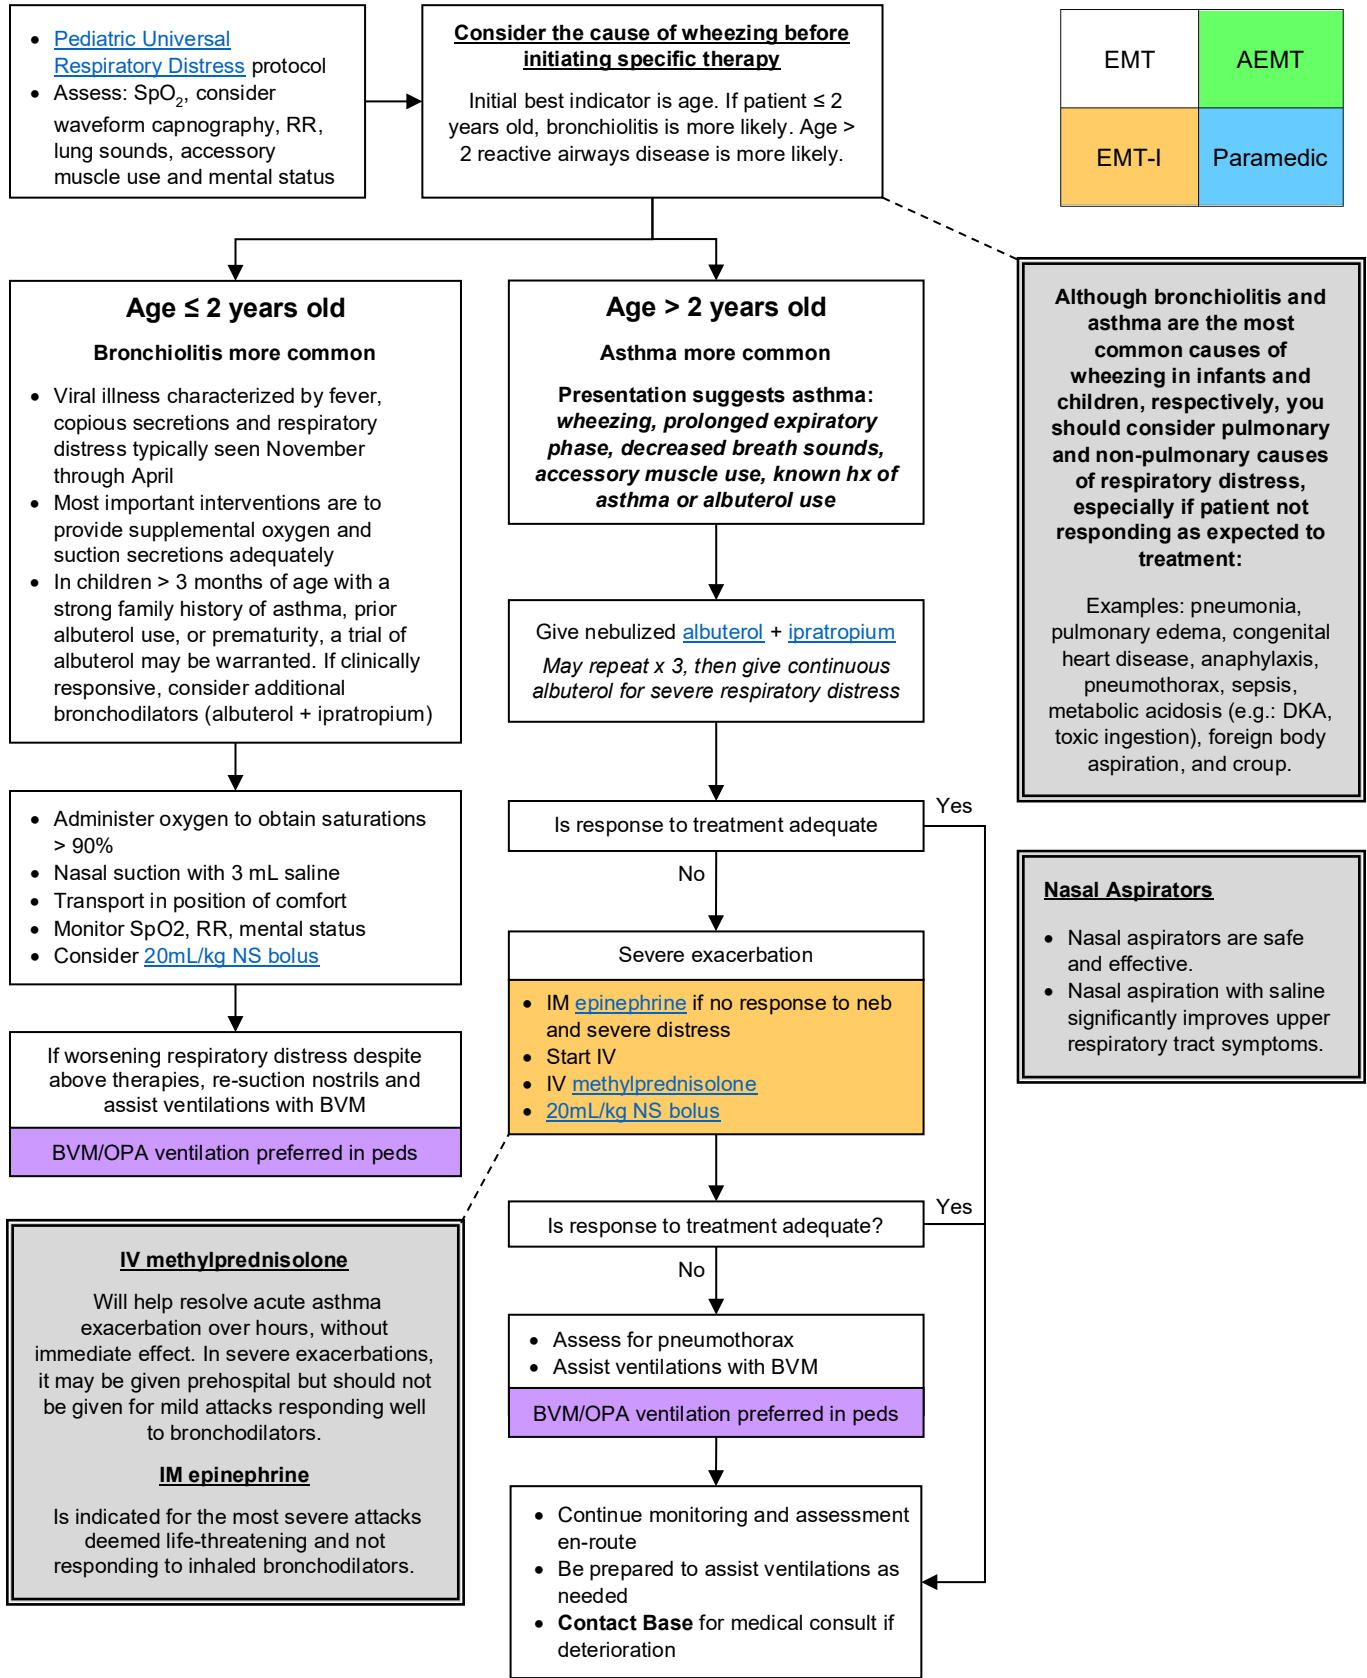 • Pediatric Universal
Respiratory Distress protocol
• Assess: SpO2, consider
waveform capnography, RR,
lung sounds, accessory
muscle use and mental status
Consider the cause of wheezing before
initiating specific therapy
Initial best indicator is age. If patient ≤ 2
years old, bronchiolitis is more likely. Age >
2 reactive airways disease is more likely.
EMT
AEMT
EMT-I
Paramedic
Age ≤ 2 years old
Bronchiolitis more common
• Viral illness characterized by fever,
copious secretions and respiratory
distress typically seen November
through April
• Most important interventions are to
provide supplemental oxygen and
suction secretions adequately
• In children > 3 months of age with a
strong family history of asthma, prior
albuterol use, or prematurity, a trial of
albuterol may be warranted. If clinically
responsive, consider additional
bronchodilators (albuterol + ipratropium)
• Administer oxygen to obtain saturations
> 90%
• Nasal suction with 3 mL saline
• Transport in position of comfort
• Monitor SpO2, RR, mental status
• Consider 20mL/kg NS bolus
If worsening respiratory distress despite
above therapies, re-suction nostrils and
assist ventilations with BVM
BVM/OPA ventilation preferred in peds
IV methylprednisolone
Will help resolve acute asthma
exacerbation over hours, without
immediate effect. In severe exacerbations,
it may be given prehospital but should not
be given for mild attacks responding well
to bronchodilators.
IM epinephrine
Is indicated for the most severe attacks
deemed life-threatening and not
responding to inhaled bronchodilators.
Age > 2 years old
Asthma more common
Presentation suggests asthma:
wheezing, prolonged expiratory
phase, decreased breath sounds,
accessory muscle use, known hx of
asthma or albuterol use
Give nebulized albuterol + ipratropium
May repeat x 3, then give continuous
albuterol for severe respiratory distress
Is response to treatment adequate
Yes
No
Severe exacerbation
• IM epinephrine if no response to neb
and severe distress
• Start IV
• IV methylprednisolone
• 20mL/kg NS bolus
Is response to treatment adequate?
Yes
No
• Assess for pneumothorax
• Assist ventilations with BVM
BVM/OPA ventilation preferred in peds
• Continue monitoring and assessment
en-route
• Be prepared to assist ventilations as
needed
• Contact Base for medical consult if
deterioration
Although bronchiolitis and
asthma are the most
common causes of
wheezing in infants and
children, respectively, you
should consider pulmonary
and non-pulmonary causes
of respiratory distress,
especially if patient not
responding as expected to
treatment:
Examples: pneumonia,
pulmonary edema, congenital
heart disease, anaphylaxis,
pneumothorax, sepsis,
metabolic acidosis (e.g.: DKA,
toxic ingestion), foreign body
aspiration, and croup.
Nasal Aspirators
• Nasal aspirators are safe
and effective.
• Nasal aspiration with saline
significantly improves upper
respiratory tract symptoms.